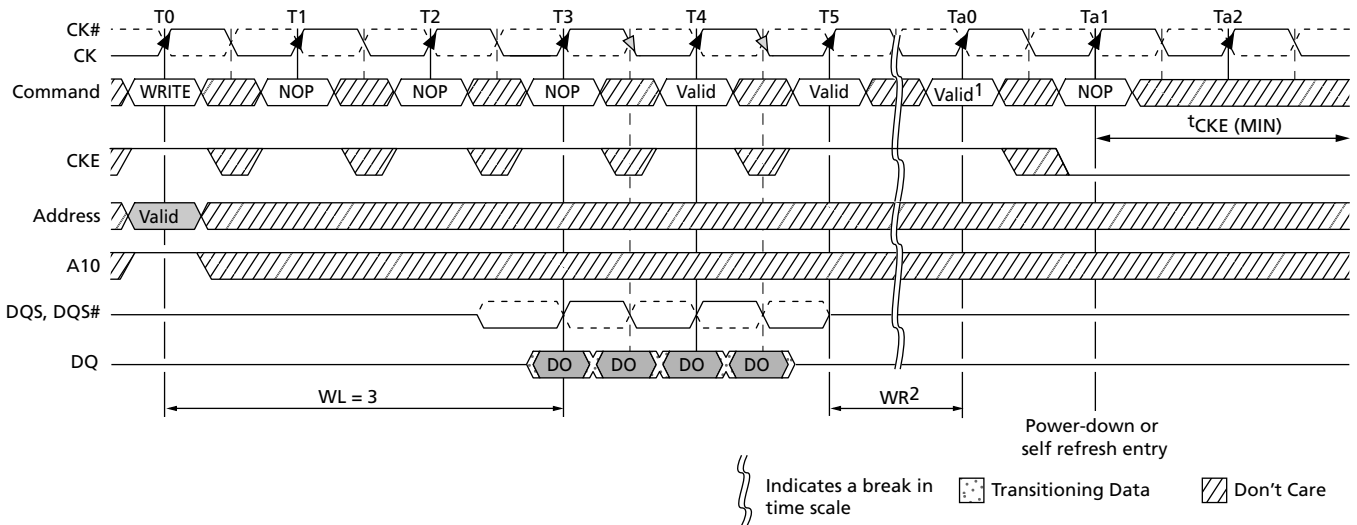 T0 T1 T2 T3 T4 T5 Ta0 Ta1 Ta2
CK#
CK
Command WRITE NOP NOP NOP Valid Valid Valid1 NOP
tCKE (MIN)
CKE
Address Valid
A10
DQS, DQS#
DQ DO DO DO DO
WL = 3 WR2
Power-down or
self refresh entry
Indicates a break in
time scale
Transitioning Data
Don't Care